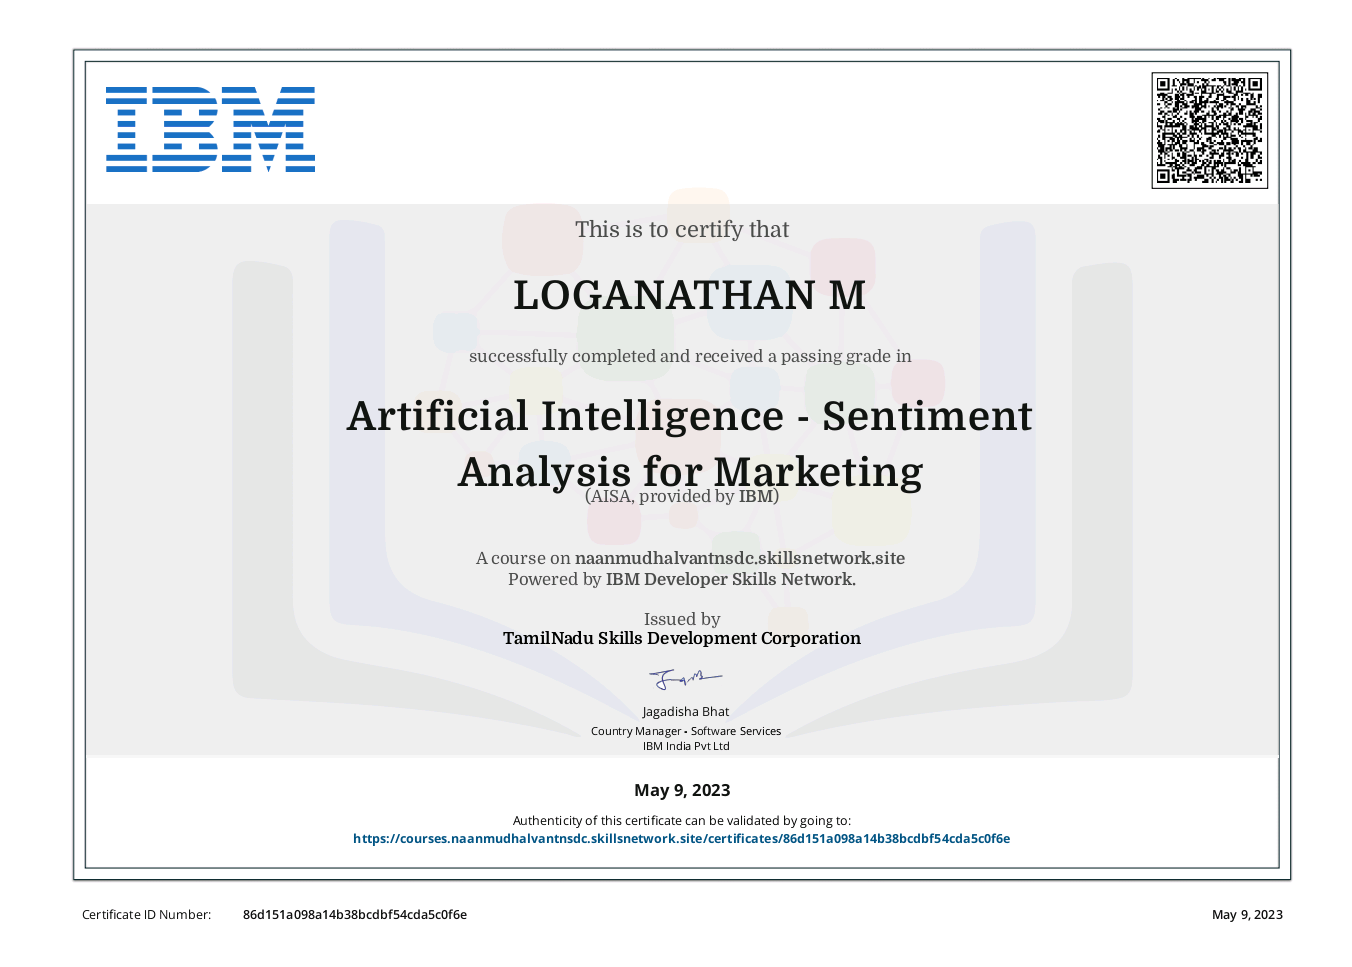 IBM
This is to certify that
LOGANATHAN M
successfully completed and received a passing grade in
Artificial Intelligence - Sentiment
Analysis for Marketing
(AISA, provided by IBM)
A course on naanmudhalvantnsdc.skillsnetwork.site
Powered by IBM Developer Skills Network.
Issued by
TamilNadu Skills Development Corporation
Jagadisha Bhat
Country Manager - Software Services
IBM India Pvt Ltd
May 9, 2023
Authenticity of this certificate can be validated by going to:
https://courses.naanmudhalvantnsdc.skillsnetwork.site/certificates/86d151a098a14b38bcdbf54cda5c0f6e
Certificate ID Number: 86d151a098a14b38bcdbf54cda5c0f6e May 9, 2023